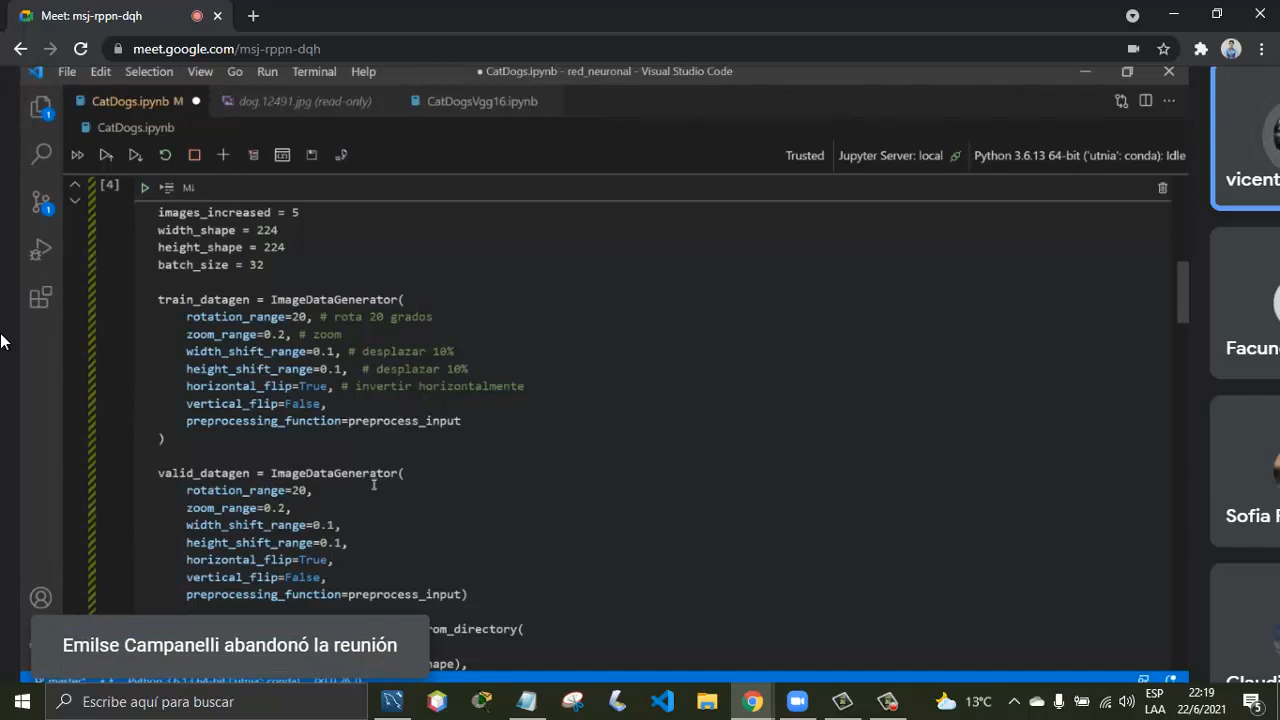 Meet: msj-rppn-dqh
meet.google.com/msj-rppn-dqh
File Edit Selection View Go Run Terminal Help
● CatDogs.ipynb - red_neuronal - Visual Studio Code
CatDogs.ipynb M
dog.12491.jpg (read-only)
CatDogsVgg16.ipynb
CatDogs.ipynb
Trusted
Jupyter Server: local
Python 3.6.13 64-bit ('utnia': conda): Idle
[4]
M↓
images_increased = 5
width_shape = 224
height_shape = 224
batch_size = 32
train_datagen = ImageDataGenerator(
rotation_range=20, # rota 20 grados
zoom_range=0.2, # zoom
width_shift_range=0.1, # desplazar 10%
height_shift_range=0.1,  # desplazar 10%
horizontal_flip=True, # invertir horizontalmente
vertical_flip=False,
preprocessing_function=preprocess_input
)
valid_datagen = ImageDataGenerator(
rotation_range=20,
zoom_range=0.2,
width_shift_range=0.1,
height_shift_range=0.1,
horizontal_flip=True,
vertical_flip=False,
preprocessing_function=preprocess_input)
rom_directory(
hape),
1
1
vicent
Facun
Sofia
Emilse Campanelli abandonó la reunión
Escribe aquí para buscar
13°C
ESP
LAA
22:19
22/6/2021
5